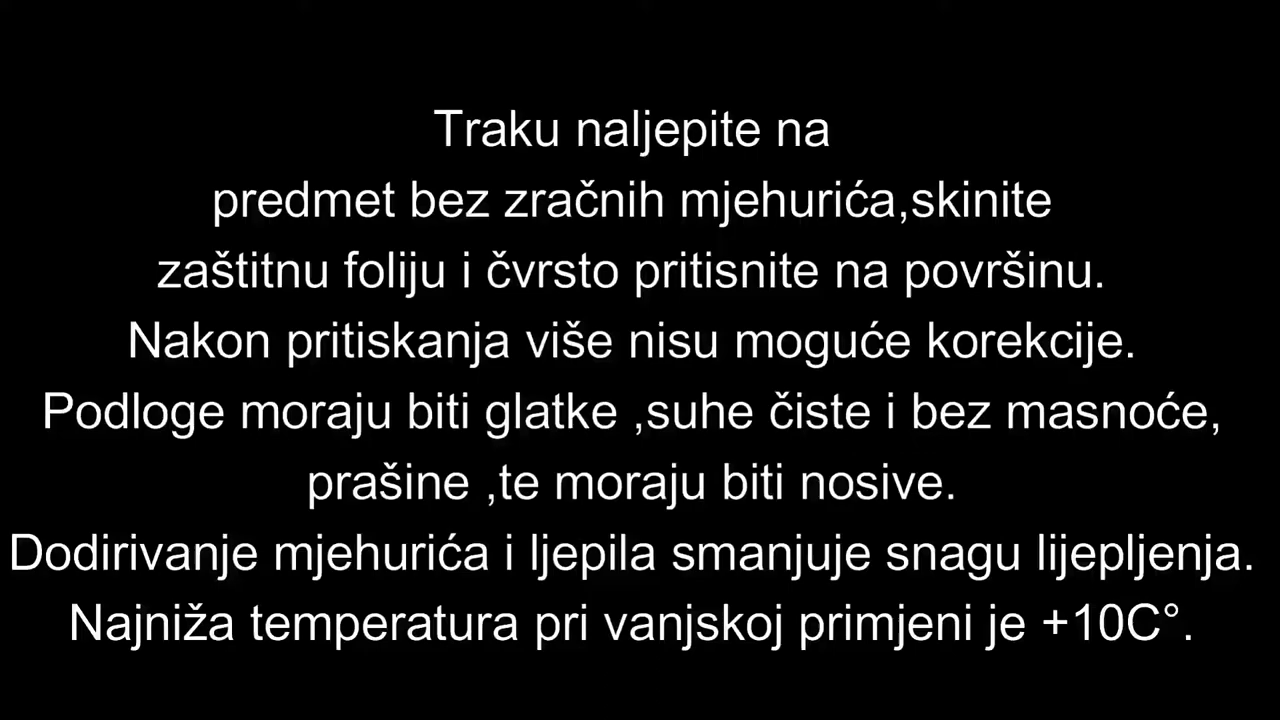 Traku naljepite na
predmet bez zračnih mjehurića,skinite
zaštitnu foliju i čvrsto pritisnite na površinu.
Nakon pritiskanja više nisu moguće korekcije.
Podloge moraju biti glatke ,suhe čiste i bez masnoće,
prašine ,te moraju biti nosive.
Dodirivanje mjehurića i ljepila smanjuje snagu lijepljenja.
Najniža temperatura pri vanjskoj primjeni je +10C°.